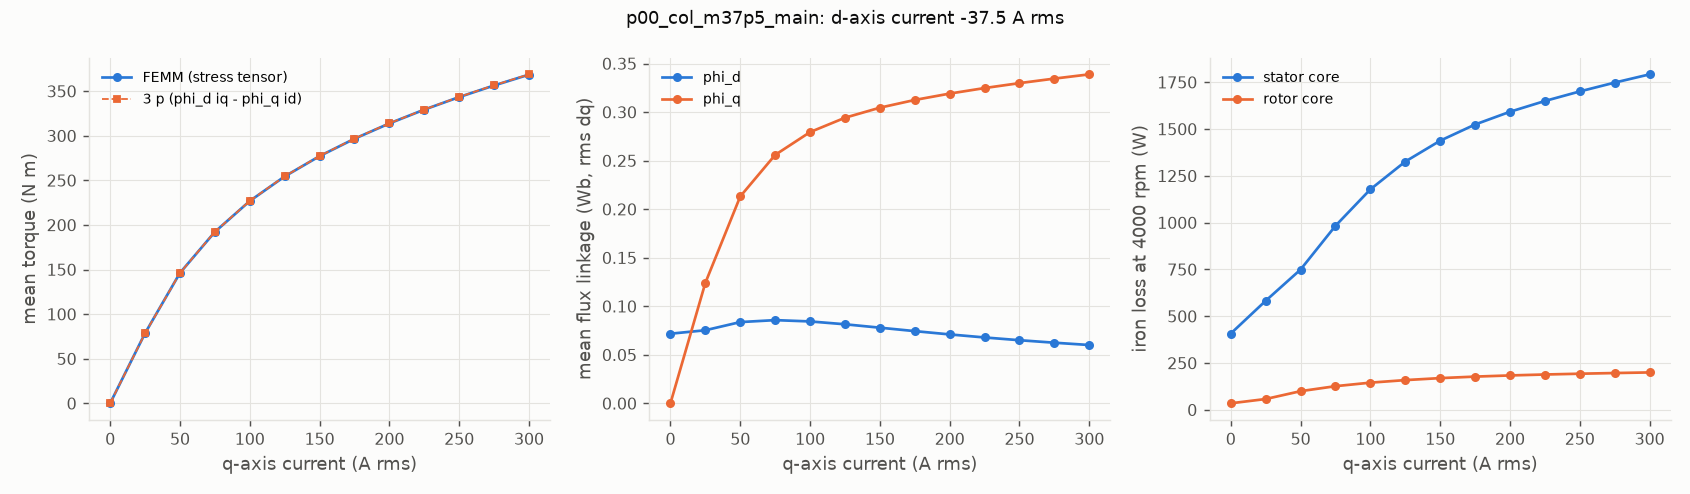 p00_col_m37p5_main: d-axis current -37.5 A rms
mean torque (N m)
350
300
250
200
150
100
50
0
FEMM (stress tensor)
3 p (phi_d iq - phi_q id)
0 50 100 150 200 250 300
q-axis current (A rms)
mean flux linkage (Wb, rms dq)
0.35
0.30
0.25
0.20
0.15
0.10
0.05
0.00
phi_d
phi_q
0 50 100 150 200 250 300
q-axis current (A rms)
iron loss at 4000 rpm (W)
1750
1500
1250
1000
750
500
250
0
stator core
rotor core
0 50 100 150 200 250 300
q-axis current (A rms)